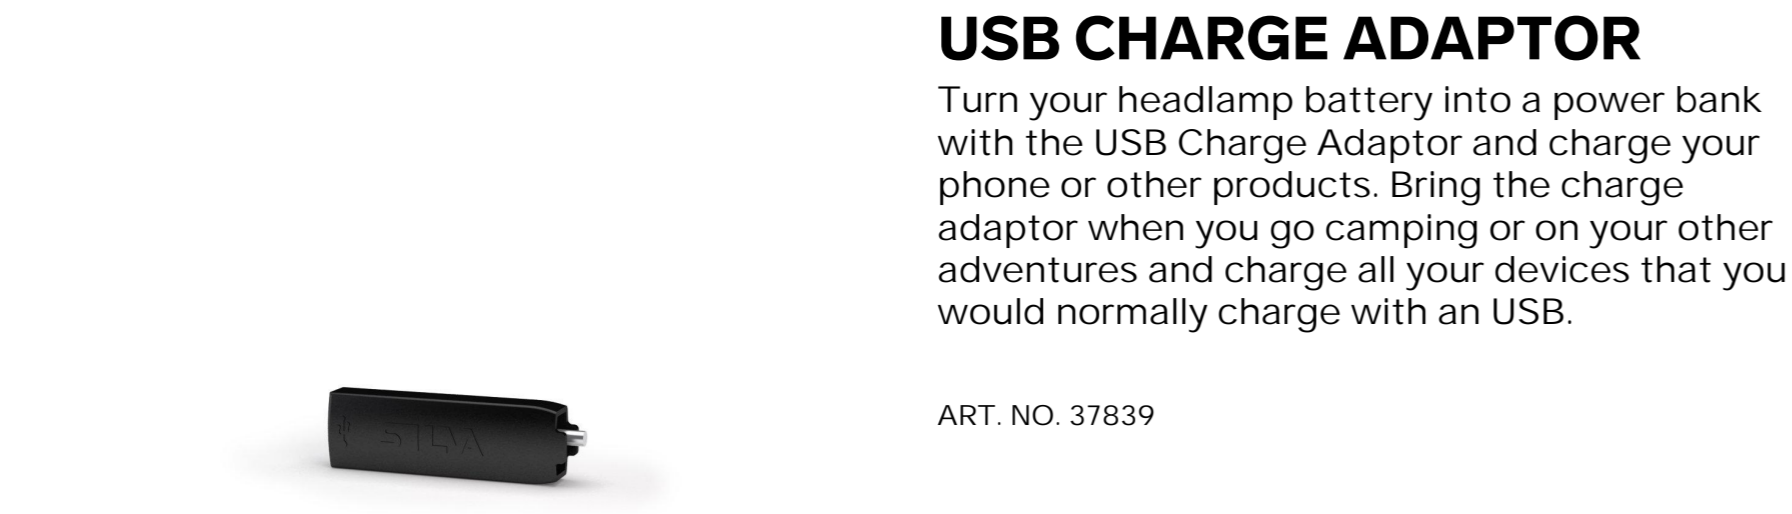 USB CHARGE ADAPTOR
Turn your headlamp battery into a power bank
with the USB Charge Adaptor and charge your
phone or other products. Bring the charge
adaptor when you go camping or on your other
adventures and charge all your devices that you
would normally charge with an USB.
ART. NO. 37839
SILVA